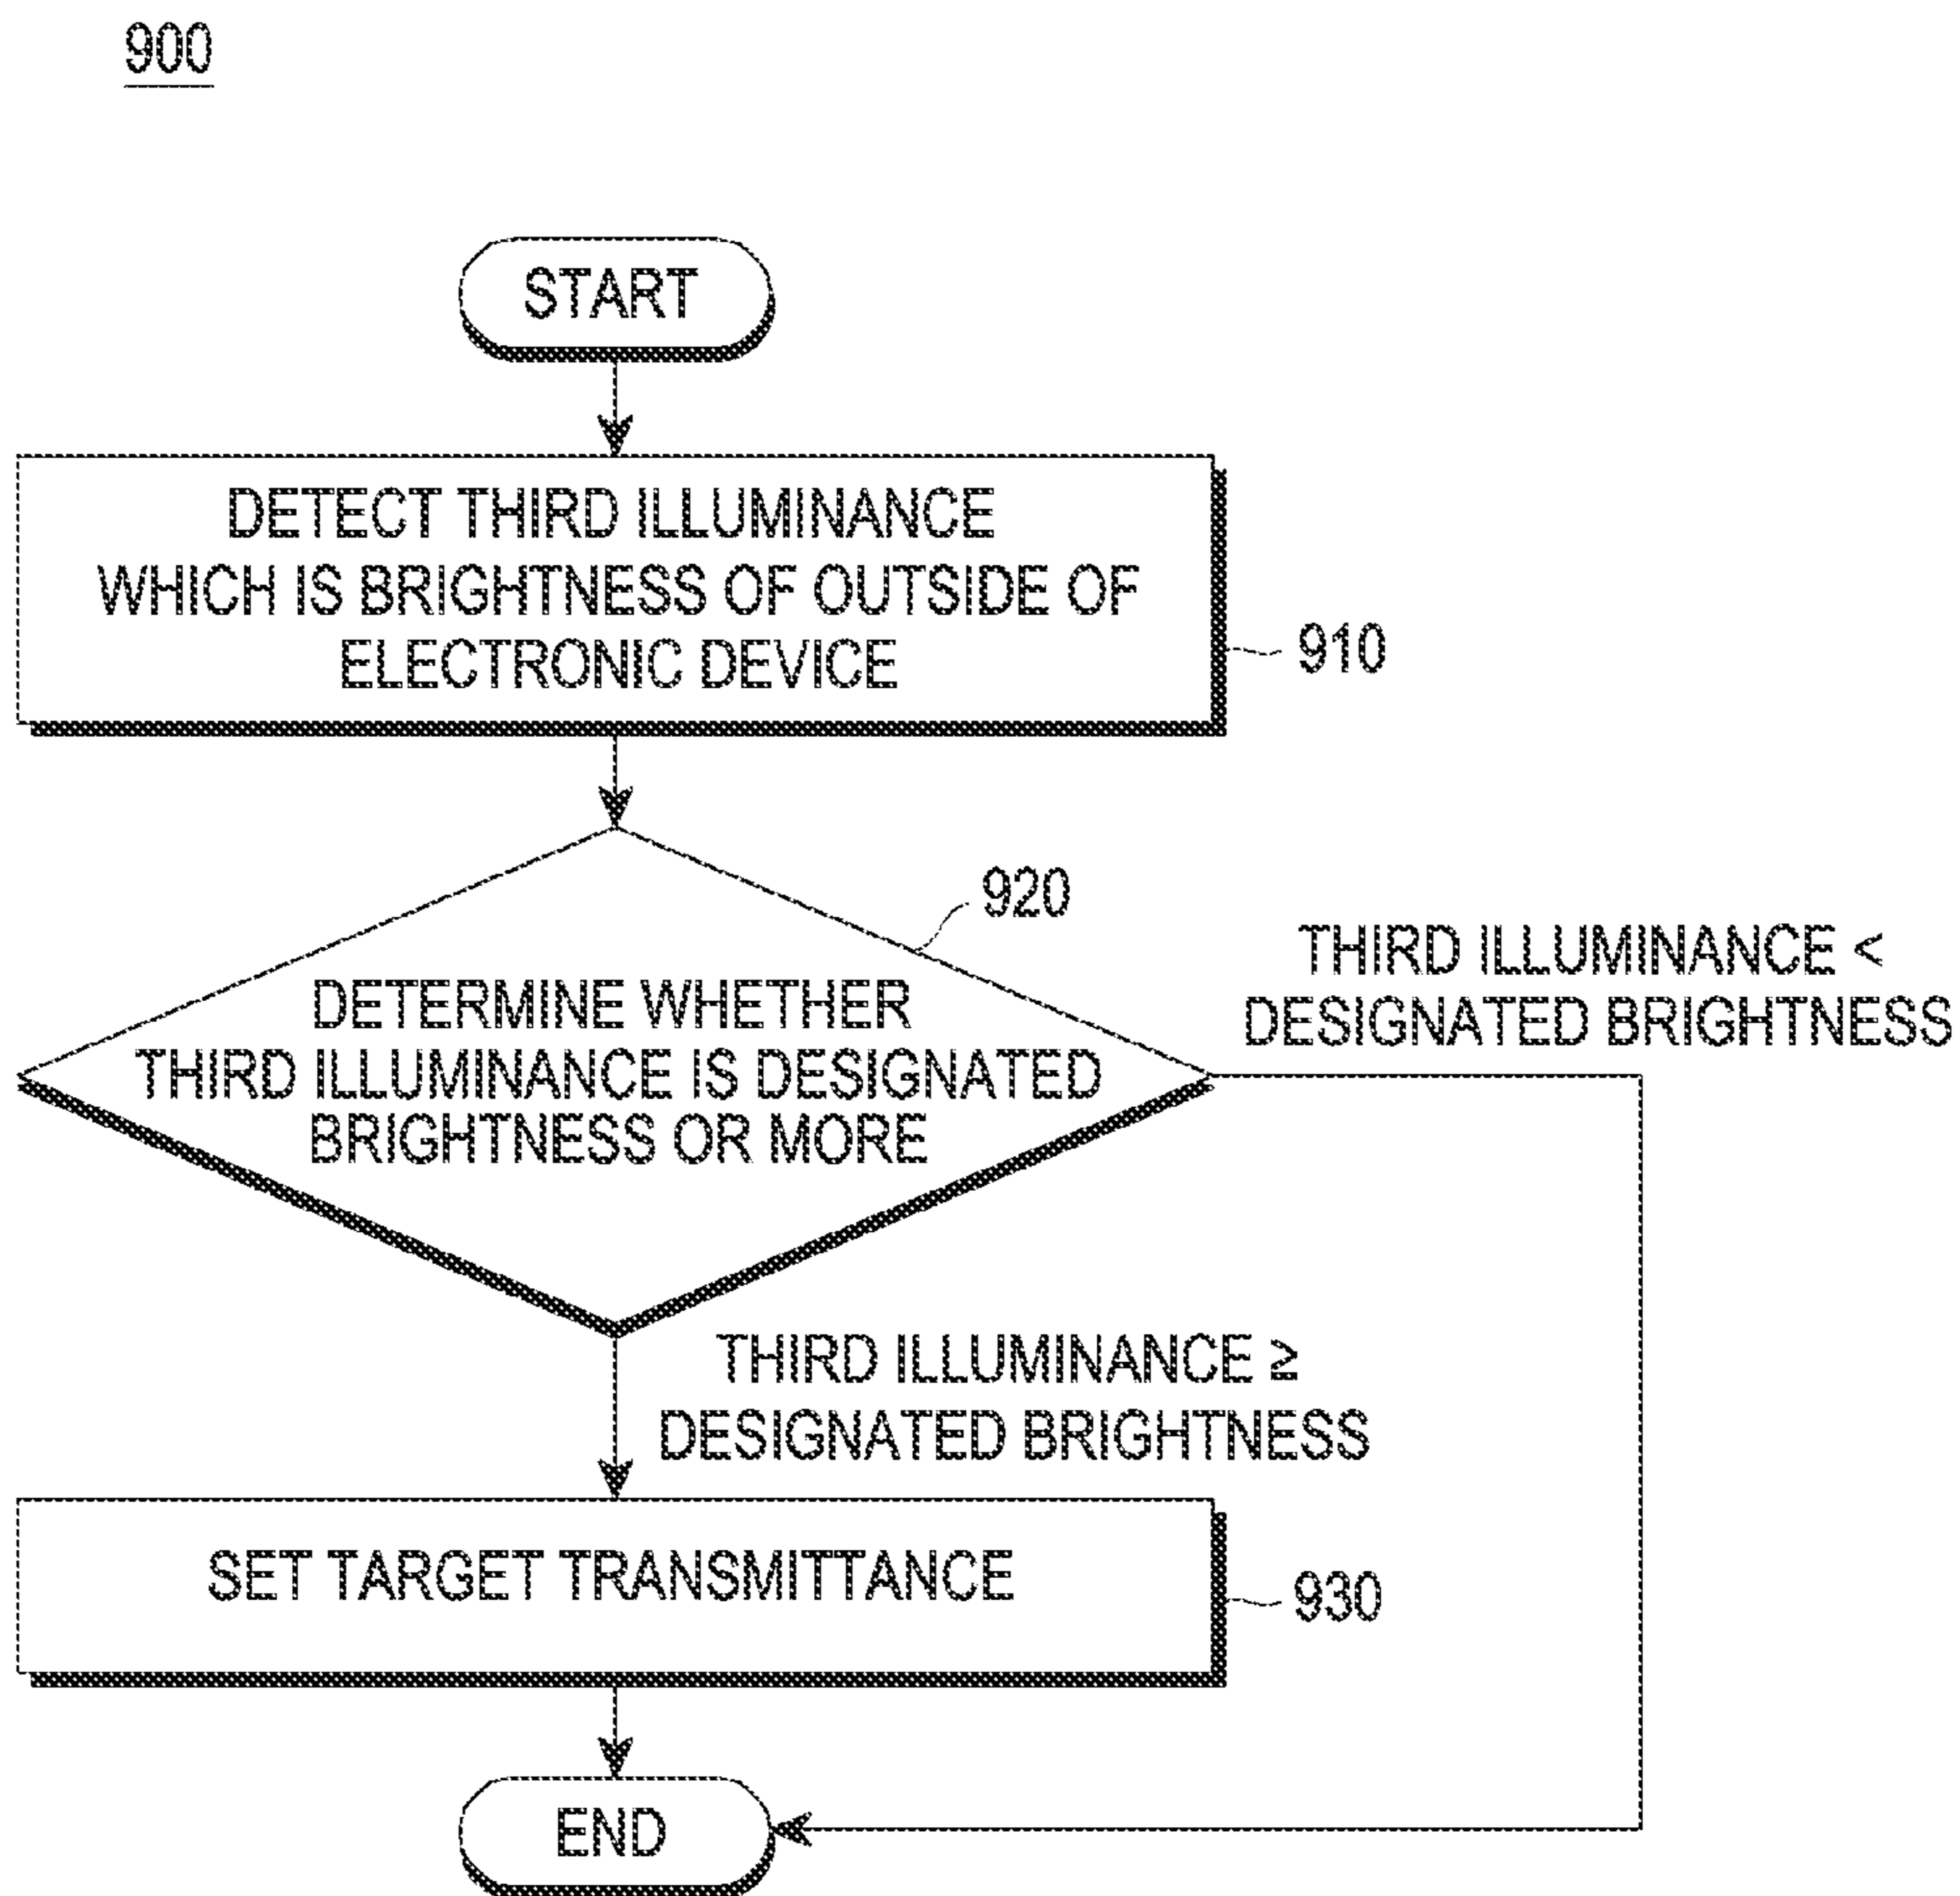 900
START
DETECT THIRD ILLUMINANCE
WHICH IS BRIGHTNESS OF OUTSIDE OF
ELECTRONIC DEVICE
910
920
DETERMINE WHETHER
THIRD ILLUMINANCE IS DESIGNATED
BRIGHTNESS OR MORE
THIRD ILLUMINANCE <
DESIGNATED BRIGHTNESS
THIRD ILLUMINANCE ≧
DESIGNATED BRIGHTNESS
SET TARGET TRANSMITTANCE
930
END